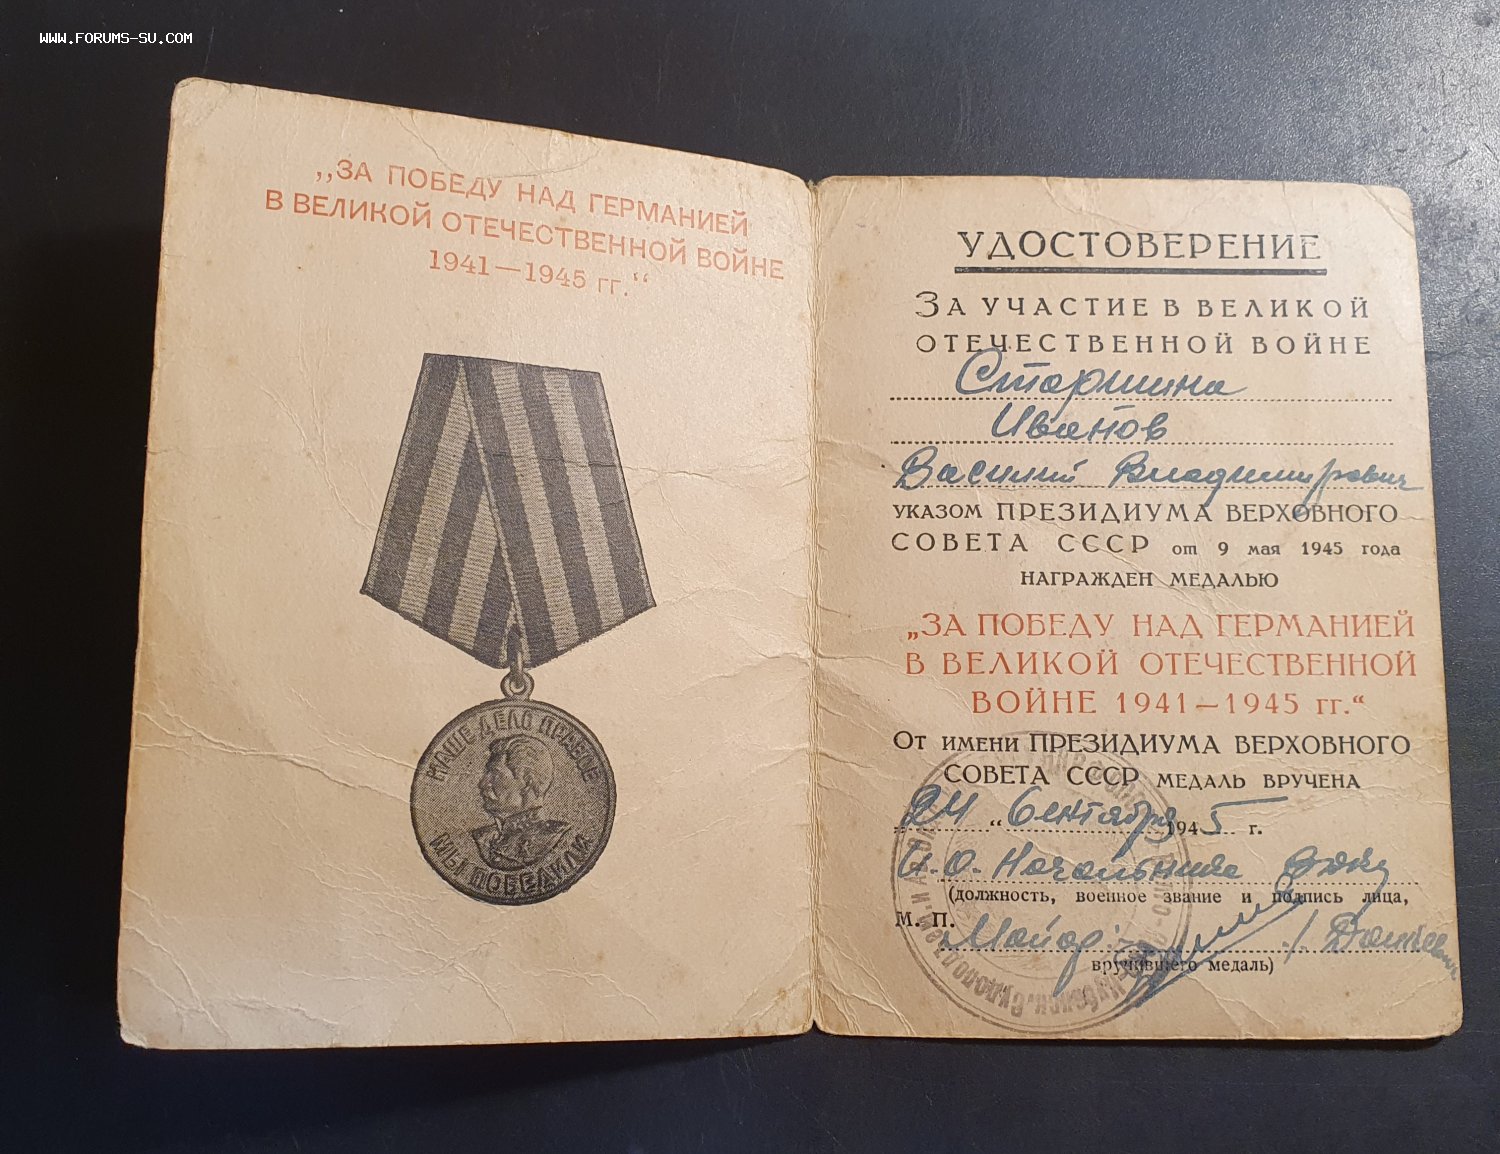 WWW.FORUMS-SU.COM
„ЗА ПОБЕДУ НАД ГЕРМАНИЕЙ
В ВЕЛИКОЙ ОТЕЧЕСТВЕННОЙ ВОЙНЕ
1941—1945 гг.“
НАШЕ ДЕЛО ПРАВОЕ
МЫ ПОБЕДИЛИ
УДОСТОВЕРЕНИЕ
ЗА УЧАСТИЕ В ВЕЛИКОЙ
ОТЕЧЕСТВЕННОЙ ВОЙНЕ
Старшина
Иванов
Василий Владимирович
УКАЗОМ ПРЕЗИДИУМА ВЕРХОВНОГО
СОВЕТА СССР от 9 мая 1945 года
НАГРАЖДЕН МЕДАЛЬЮ
„ЗА ПОБЕДУ НАД ГЕРМАНИЕЙ
В ВЕЛИКОЙ ОТЕЧЕСТВЕННОЙ
ВОЙНЕ 1941—1945 гг.“
ОТ ИМЕНИ ПРЕЗИДИУМА ВЕРХОВНОГО
СОВЕТА СССР МЕДАЛЬ ВРУЧЕНА
„24“ Сентября 1945 г.
И.О. Начальника
(должность, военное звание и подпись лица,
М. П.
Майор
вручившего медаль)